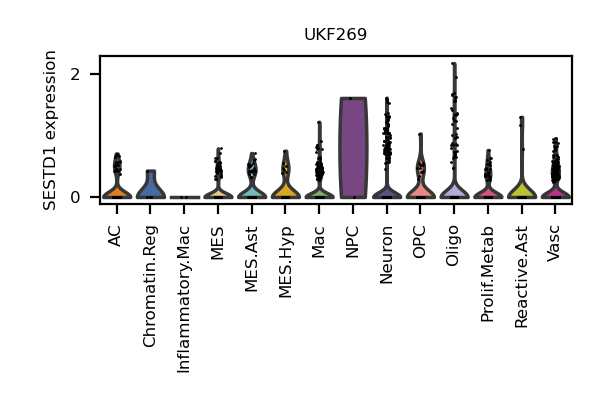 UKF269
SESTD1 expression
2
0
AC
Chromatin.Reg
Inflammatory.Mac
MES
MES.Ast
MES.Hyp
Mac
NPC
Neuron
OPC
Oligo
Prolif.Metab
Reactive.Ast
Vasc